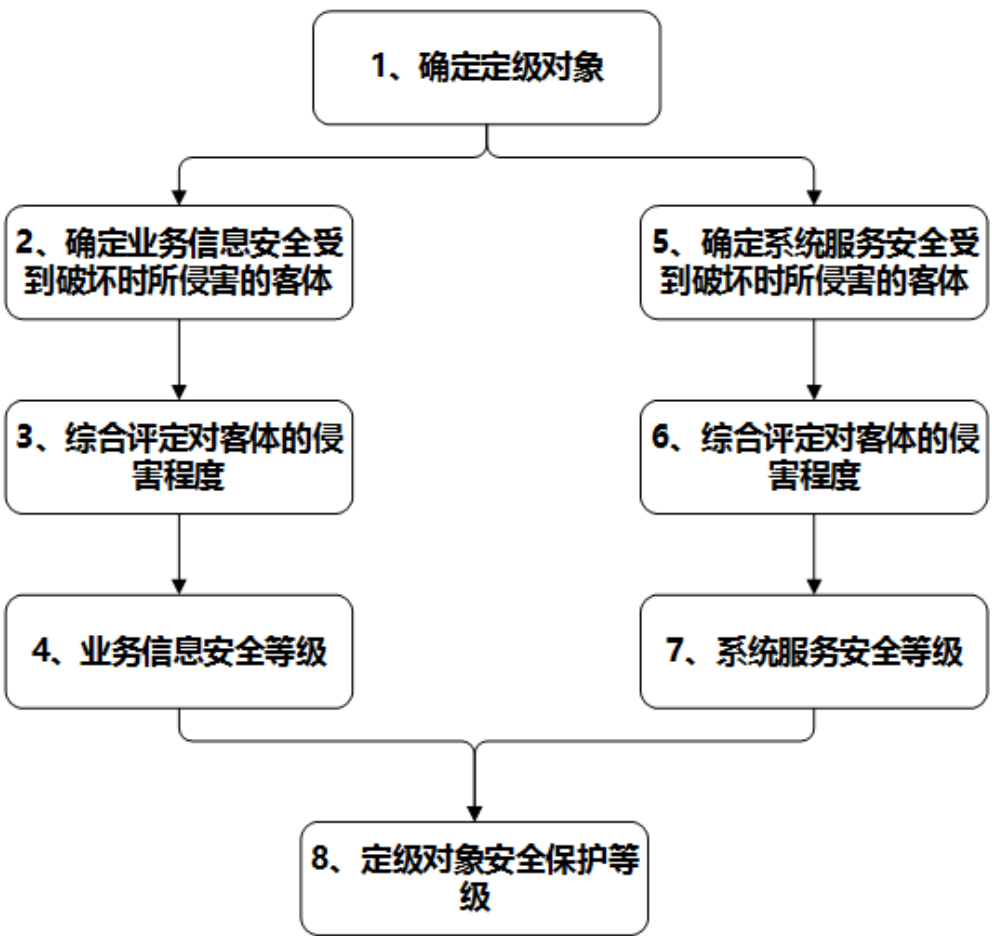 1、确定定级对象
2、确定业务信息安全受
到破坏时所侵害的客体
5、确定系统服务安全受
到破坏时所侵害的客体
3、综合评定对客体的侵
害程度
6、综合评定对客体的侵
害程度
4、业务信息安全等级
7、系统服务安全等级
8、定级对象安全保护等
级